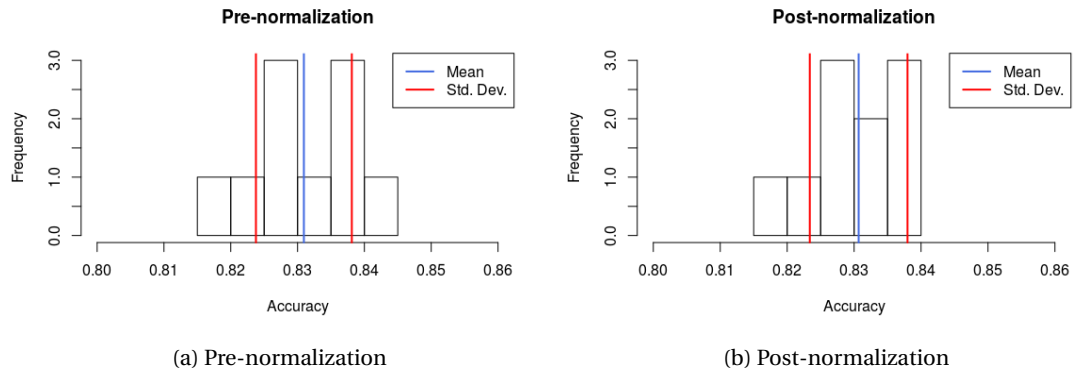 Pre-normalization
Frequency
0.0
1.0
2.0
3.0
Mean
Std. Dev.
0.80 0.81 0.82 0.83 0.84 0.85 0.86
Accuracy
(a) Pre-normalization
Post-normalization
Frequency
0.0
1.0
2.0
3.0
Mean
Std. Dev.
0.80 0.81 0.82 0.83 0.84 0.85 0.86
Accuracy
(b) Post-normalization